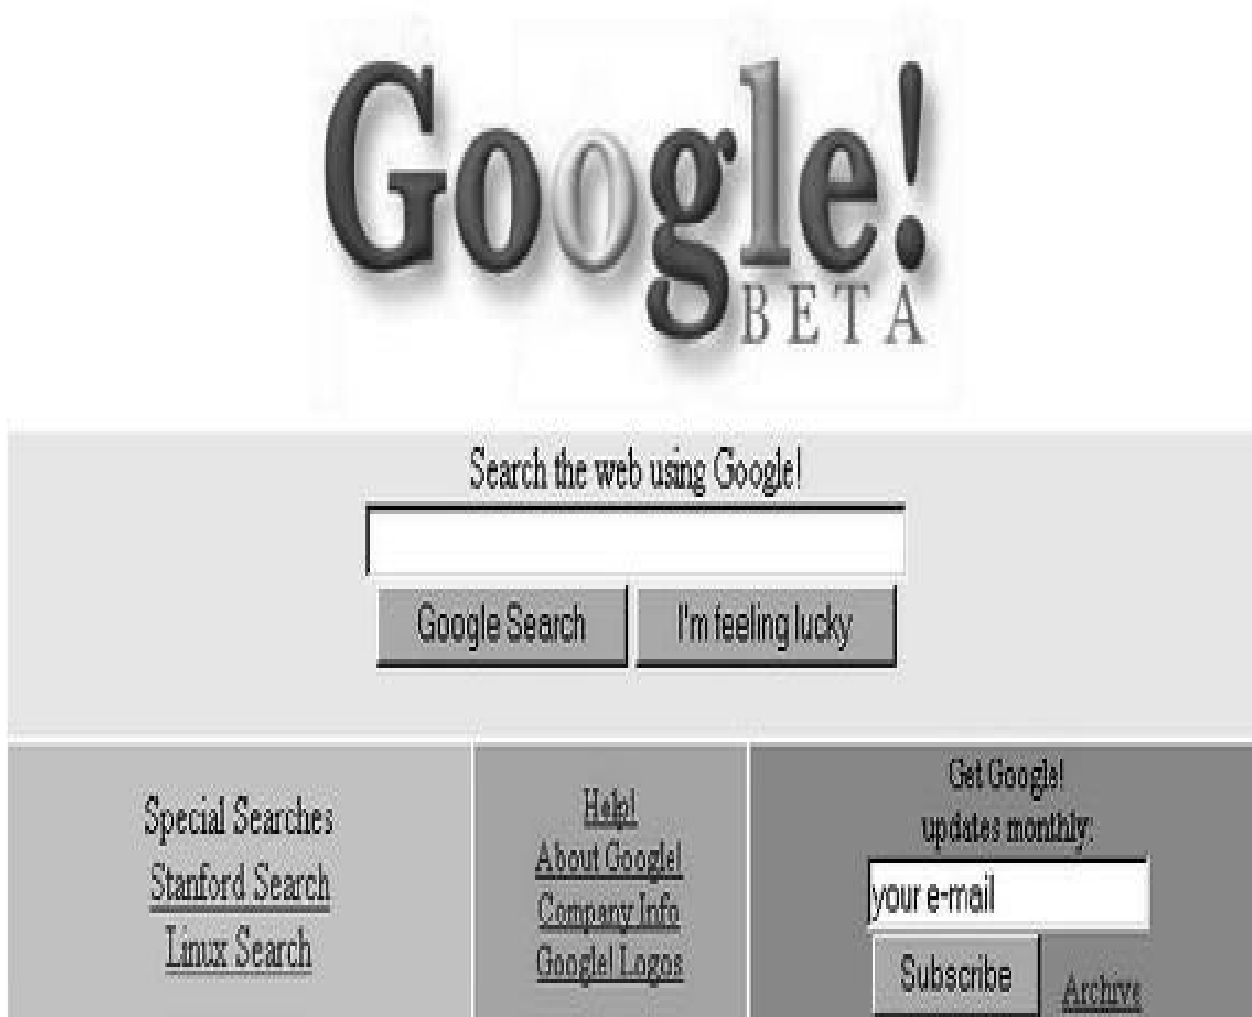 Google!
BETA
Search the web using Google!
Google Search I'm feeling lucky
Special Searches
Stanford Search
Linux Search
Help!
About Google!
Company Info
Google! Logos
Get Google!
updates monthly:
your e-mail
Subscribe Archive